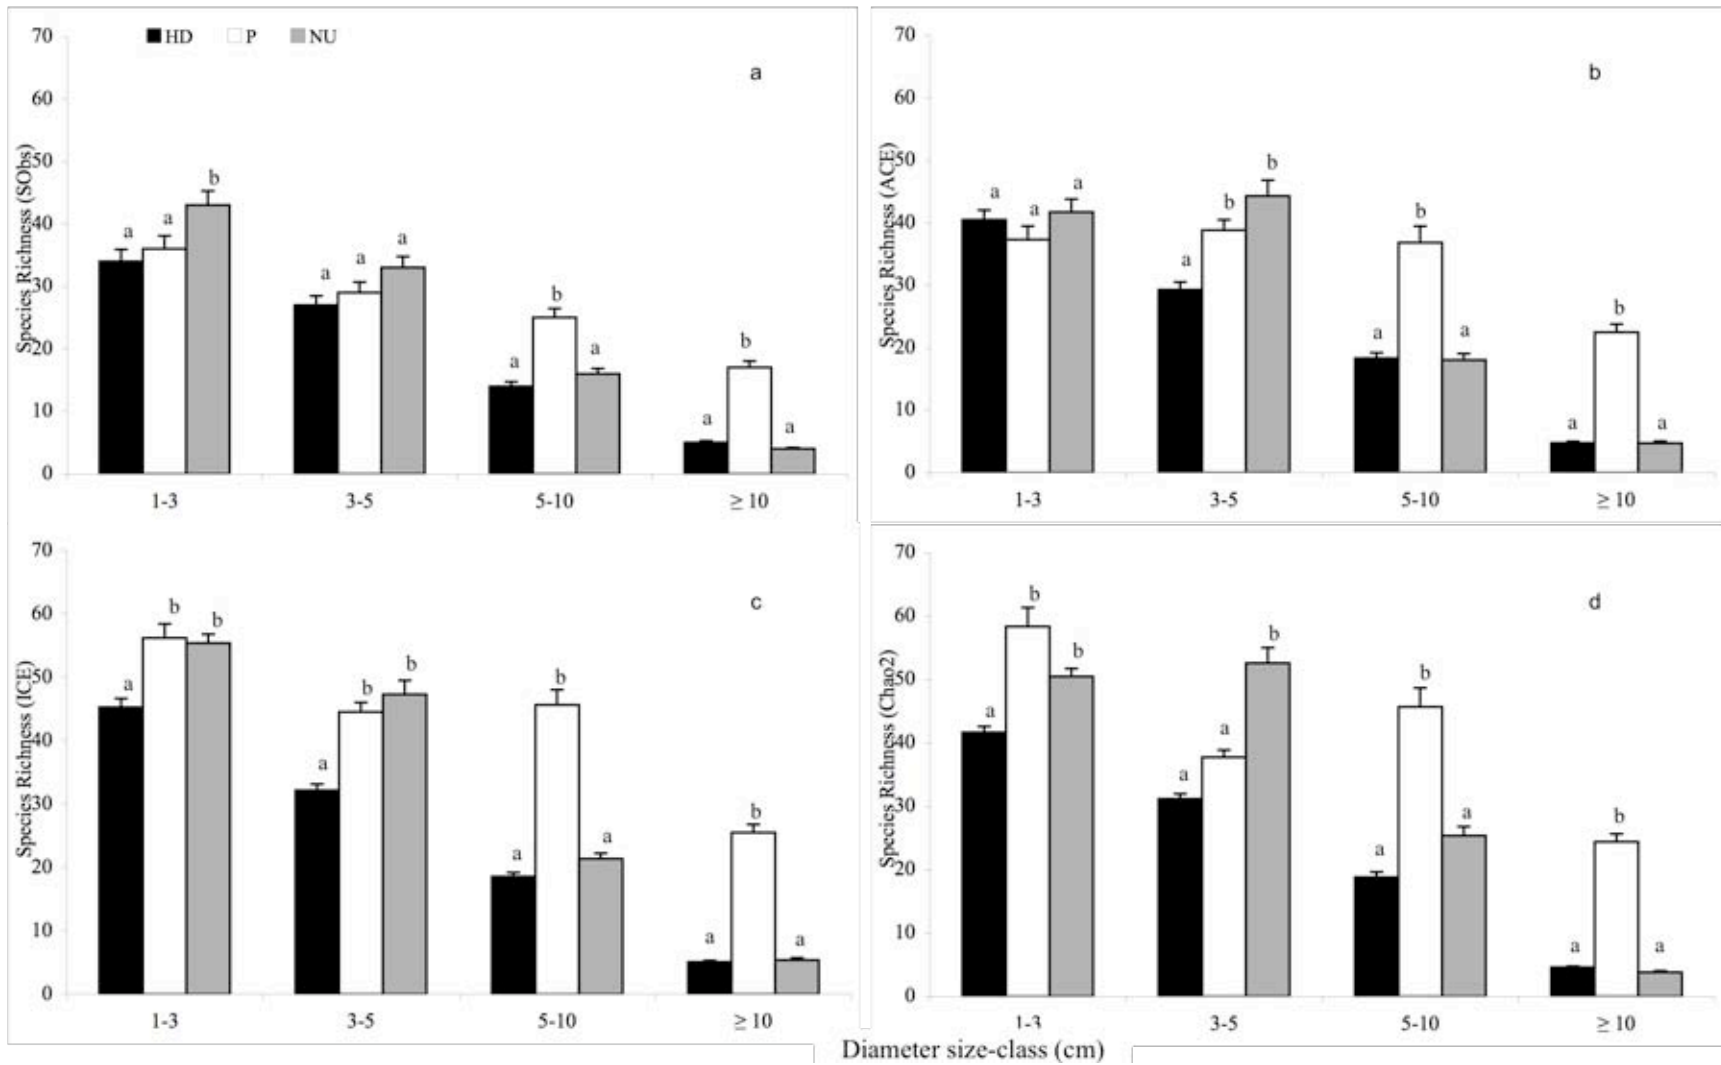 70
HD P NU
a
60
Species Richness (SObs)
50
b
40
a a
a
a a
30
b
20
a a
b
10
a a
0
1-3 3-5 5-10 ≥ 10
70
b
60
Species Richness (ACE)
50
b
a a a
b
b
40
a
30
b
20
a a
10
a a
0
1-3 3-5 5-10 ≥ 10
70
c
60
b b
Species Richness (ICE)
50
a
b b
b
40
a
30
b
20
a a
10
a a
0
1-3 3-5 5-10 ≥ 10
70
d
60
b
Species Richness (Chao2)
50
b
b
b
40
a
a
30
a
b
20
a a
10
a a
0
1-3 3-5 5-10 ≥ 10
Diameter size-class (cm)